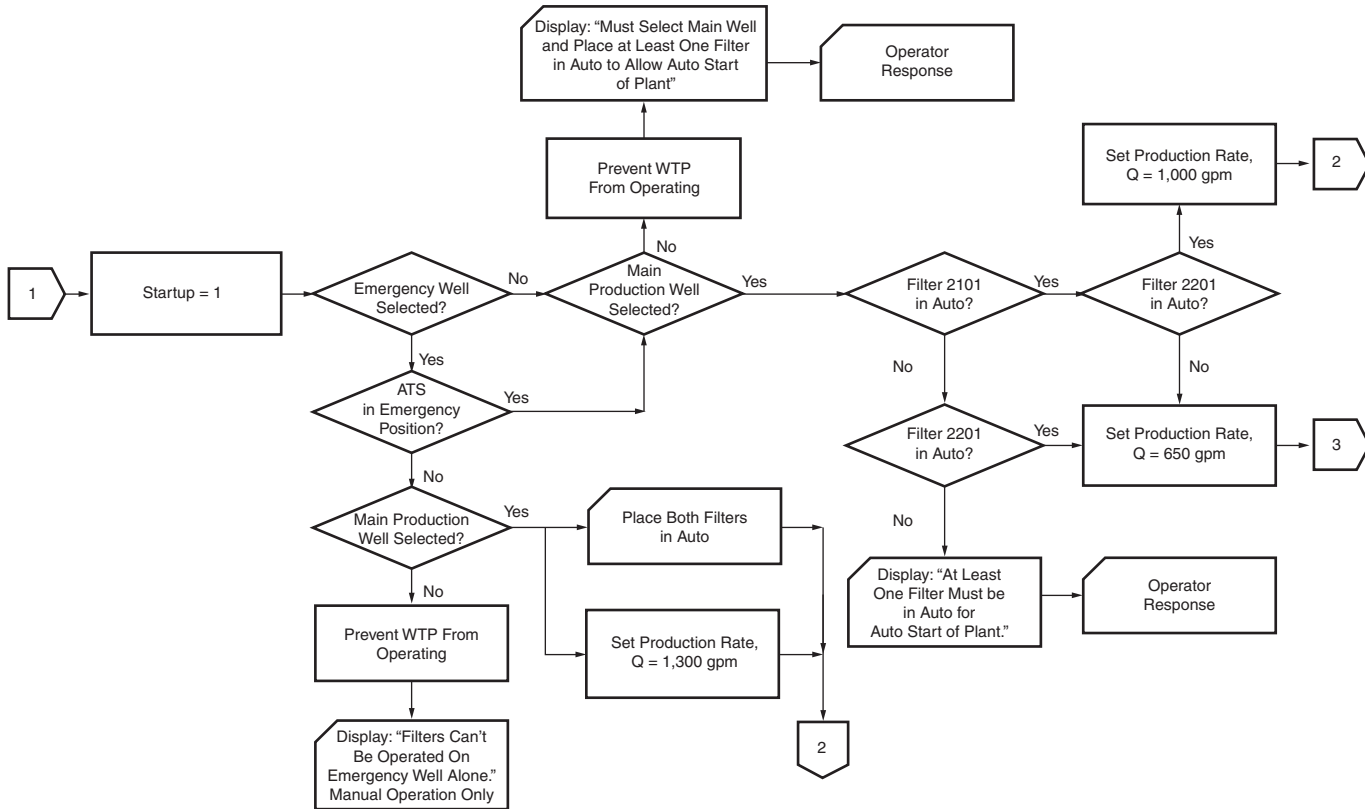 Display: “Must Select Main Well
and Place at Least One Filter
in Auto to Allow Auto Start
of Plant”
Operator
Response
Prevent WTP
From Operating
Set Production Rate,
Q = 1,000 gpm
2
No
Yes
1
Startup = 1
Emergency Well
Selected?
No
Main
Production Well
Selected?
Yes
Filter 2101
in Auto?
Yes
Filter 2201
in Auto?
Yes
No
No
ATS
in Emergency
Position?
Yes
Filter 2201
in Auto?
Yes
Set Production Rate,
Q = 650 gpm
3
No
Main Production
Well Selected?
Yes
Place Both Filters
in Auto
No
Display: “At Least
One Filter Must be
in Auto for
Auto Start of Plant.”
Operator
Response
No
Prevent WTP From
Operating
Set Production Rate,
Q = 1,300 gpm
Display: “Filters Can’t
Be Operated On
Emergency Well Alone.”
Manual Operation Only
2